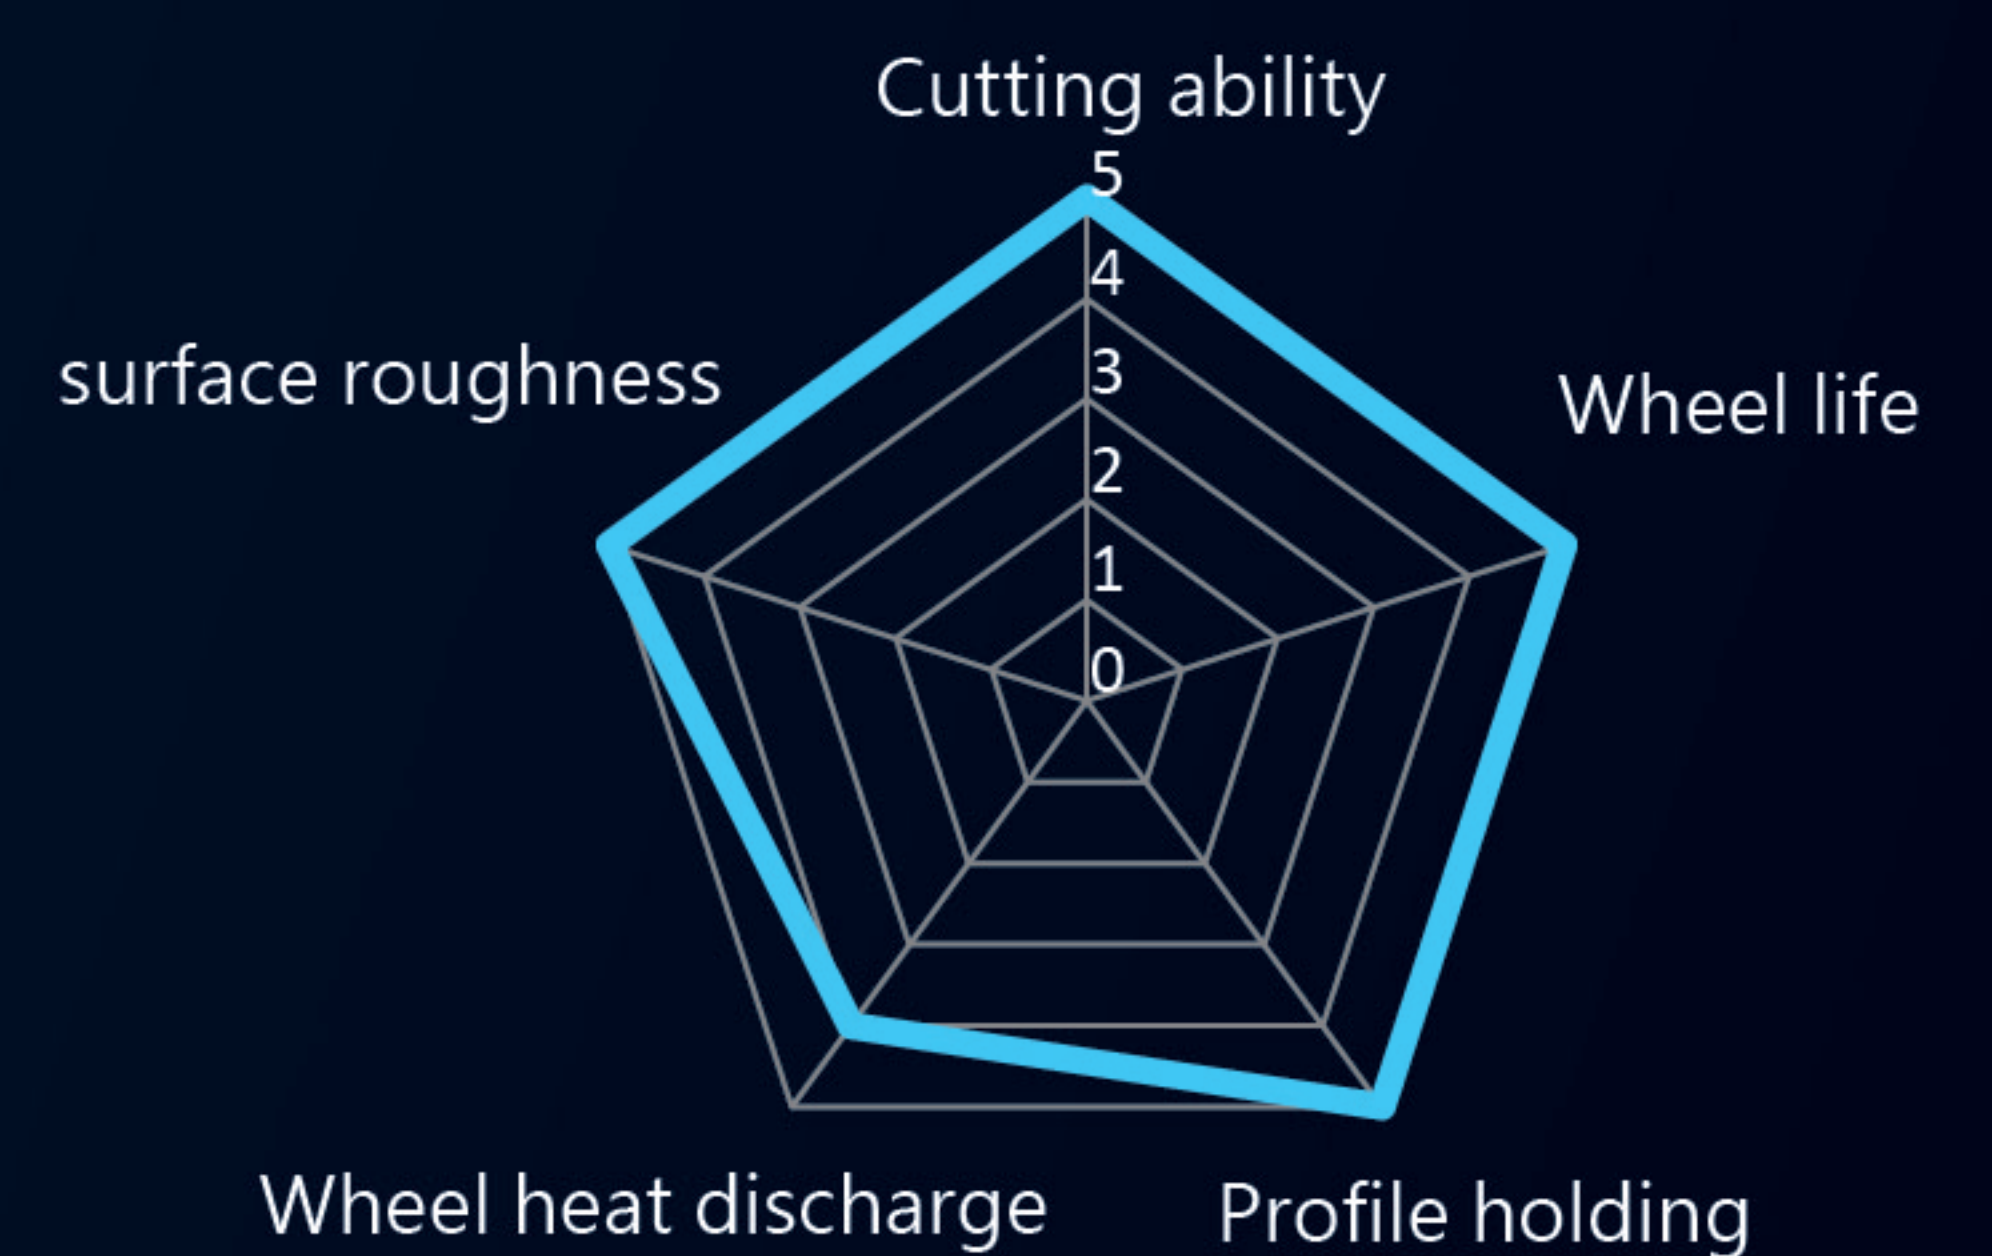 Cutting ability
5
4
surface roughness
3
Wheel life
2
1
0
Wheel heat discharge
Profile holding